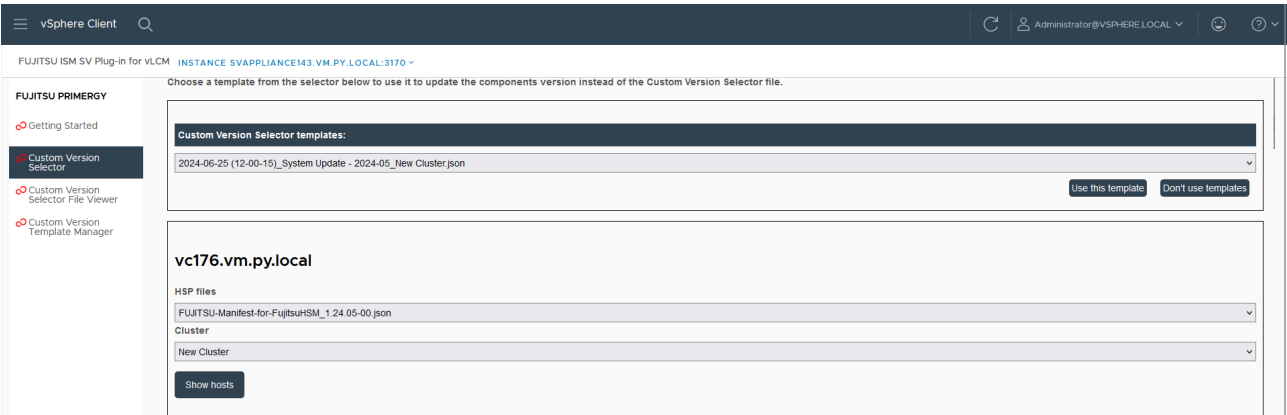 vSphere Client
Administrator@VSPHERE.LOCAL
FUJITSU ISM SV Plug-in for vLCM INSTANCE SVAPPLIANCE143.VM.PY.LOCAL:3170
FUJITSU PRIMERGY
Getting Started
Custom Version
Selector
Custom Version
Selector File Viewer
Custom Version
Template Manager
Choose a template from the selector below to use it to update the components version instead of the Custom Version Selector file.
Custom Version Selector templates:
2024-06-25 (12-00-15)_System Update - 2024-05_New Cluster.json
Use this template Don't use templates
vc176.vm.py.local
HSP files
FUJITSU-Manifest-for-FujitsuHSM_1.24.05-00.json
Cluster
New Cluster
Show hosts